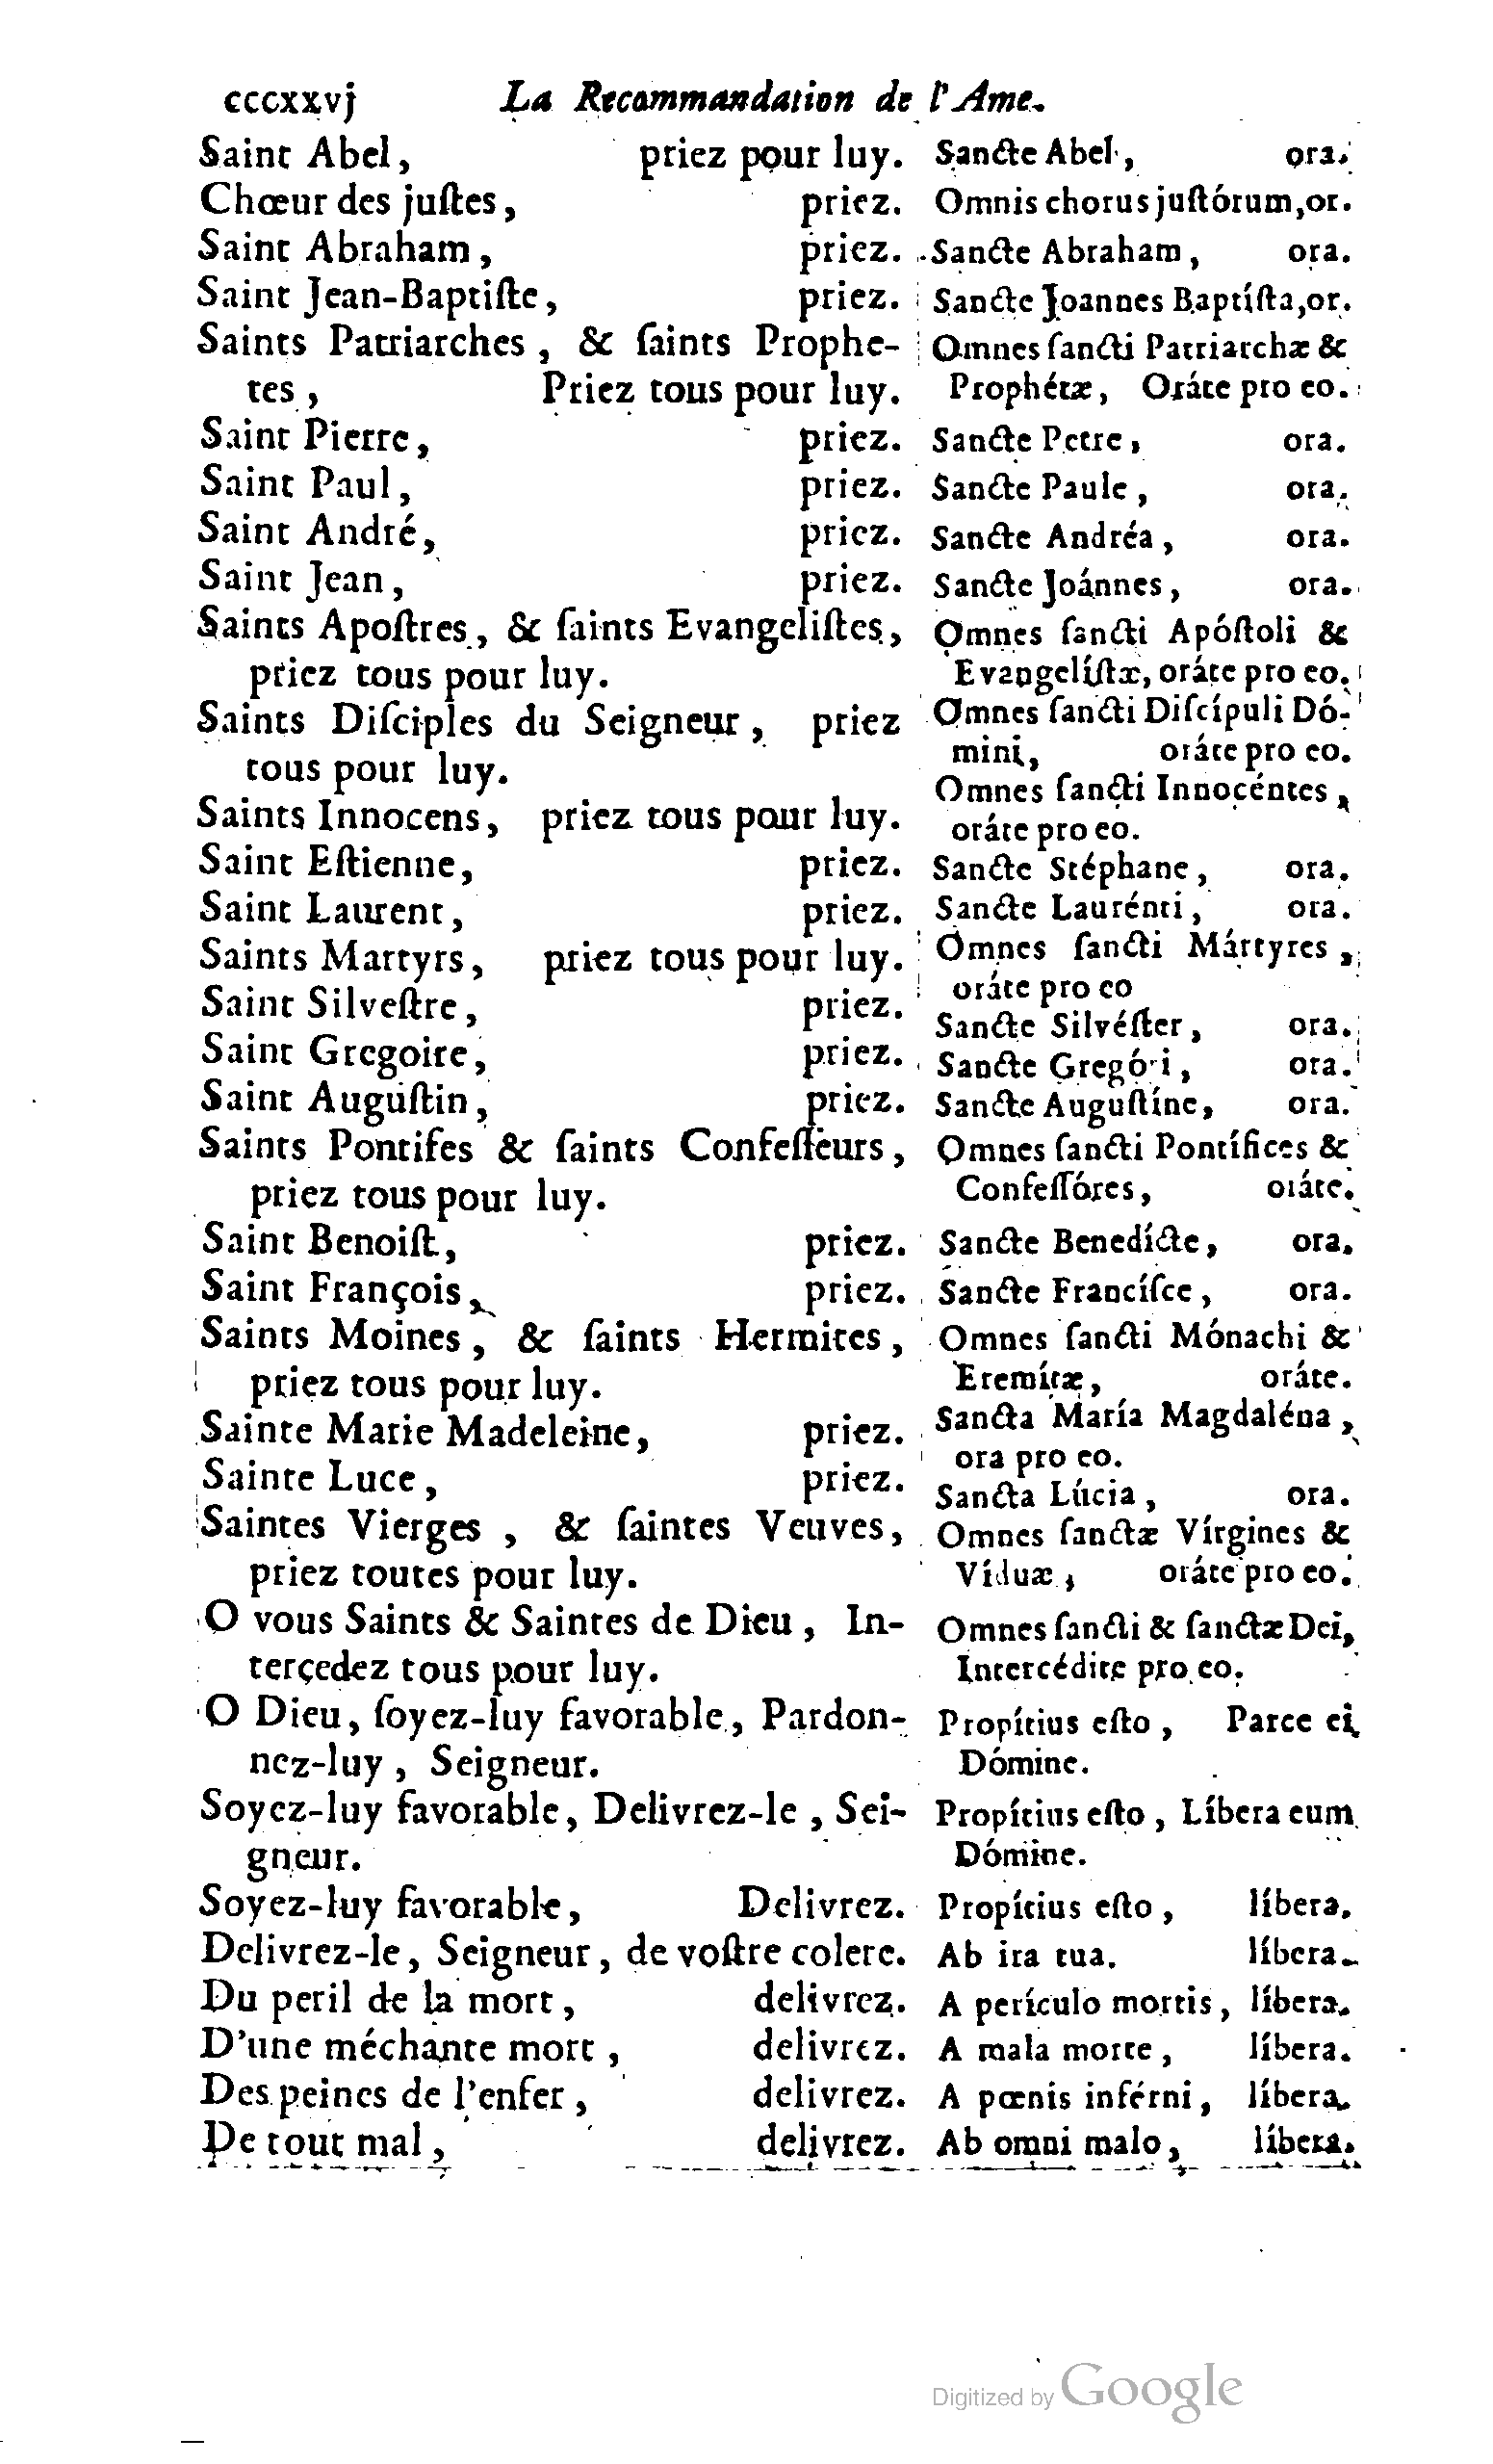 cccxxvj La Recommandation de l'Ame.
Saint Abel, priez pour luy.
Chœur des juſtes, priez.
Saint Abraham, priez.
Saint Jean-Baptiſte, priez.
Saints Patriarches, & ſaints Prophe-
tes, Priez tous pour luy.
Saint Pierre, priez.
Saint Paul, priez.
Saint André, priez.
Saint Jean, priez.
Saints Apoſtres, & ſaints Evangeliſtes,
priez tous pour luy.
Saints Diſciples du Seigneur, priez
tous pour luy.
Saints Innocens, priez tous pour luy.
Saint Eſtienne, priez.
Saint Laurent, priez.
Saints Martyrs, priez tous pour luy.
Saint Silveſtre, priez.
Saint Gregoire, priez.
Saint Auguſtin, priez.
Saints Pontifes & ſaints Confeſſeurs,
priez tous pour luy.
Saint Benoiſt, priez.
Saint François, priez.
Saints Moines, & ſaints Hermites,
priez tous pour luy.
Sainte Marie Madeleine, priez.
Sainte Luce, priez.
Saintes Vierges, & ſaintes Veuves,
priez toutes pour luy.
O vous Saints & Saintes de Dieu, In-
terçedez tous pour luy.
O Dieu, ſoyez-luy favorable, Pardon-
nez-luy, Seigneur.
Soyez-luy favorable, Delivrez-le, Sei-
gneur.
Soyez-luy favorable, Delivrez.
Delivrez-le, Seigneur, de voſtre colere.
Du peril de la mort, delivrez.
D'une méchante mort, delivrez.
Des peines de l'enfer, delivrez.
De tout mal, delivrez.
Sancte Abel, ora.
Omnis chorus juſtórum, or.
Sancte Abraham, ora.
Sancte Joannes Baptíſta, or.
Omnes ſancti Patriarchæ &
Prophétæ, Oráte pro eo.
Sancte Petre, ora.
Sancte Paule, ora.
Sancte Andréa, ora.
Sancte Joánnes, ora.
Omnes ſancti Apóſtoli &
Evangelíſtæ, oráte pro eo.
Omnes ſancti Diſcípuli Dó-
mini, oráte pro eo.
Omnes ſancti Innocéntes,
oráte pro eo.
Sancte Stéphane, ora.
Sancte Laurénti, ora.
Omnes ſancti Mártyres,
oráte pro eo
Sancte Silvéſter, ora.
Sancte Gregóri, ora.
Sancte Auguſtíne, ora.
Omnes ſancti Pontífices &
Confeſſóres, oráte.
Sancte Benedícte, ora.
Sancte Francíſce, ora.
Omnes ſancti Mónachi &
Eremítæ, oráte.
Sancta María Magdaléna,
ora pro eo.
Sancta Lúcia, ora.
Omnes ſanctæ Vírgines &
Víduæ, oráte pro eo.
Omnes ſancti & ſanctæ Dei,
Intercédite pro eo.
Propítius eſto, Parce ei,
Dómine.
Propítius eſto, Líbera eum
Dómine.
Propítius eſto, líbera.
Ab ira tua. líbera.
A perículo mortis, líbera.
A mala morte, líbera.
A pœnis inférni, líbera.
Ab omni malo, líbera.
Digitized by Google